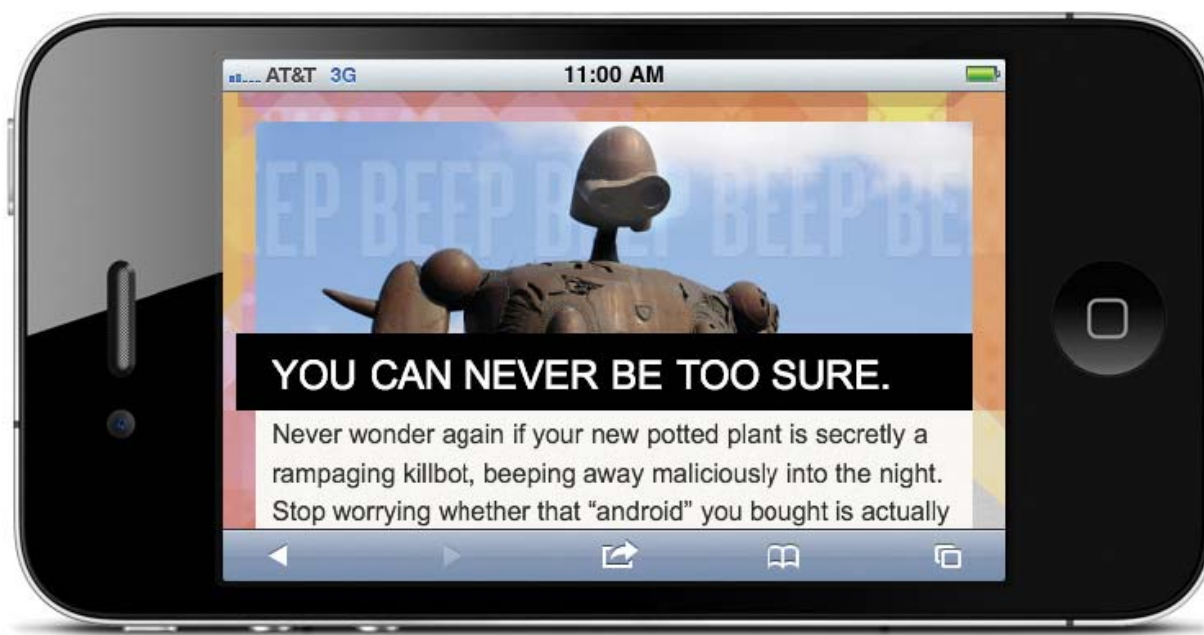 AT&T 3G 11:00 AM
EEP BEEP BEEP BEEP BE
YOU CAN NEVER BE TOO SURE.
Never wonder again if your new potted plant is secretly a
rampaging killbot, beeping away maliciously into the night.
Stop worrying whether that “android” you bought is actually